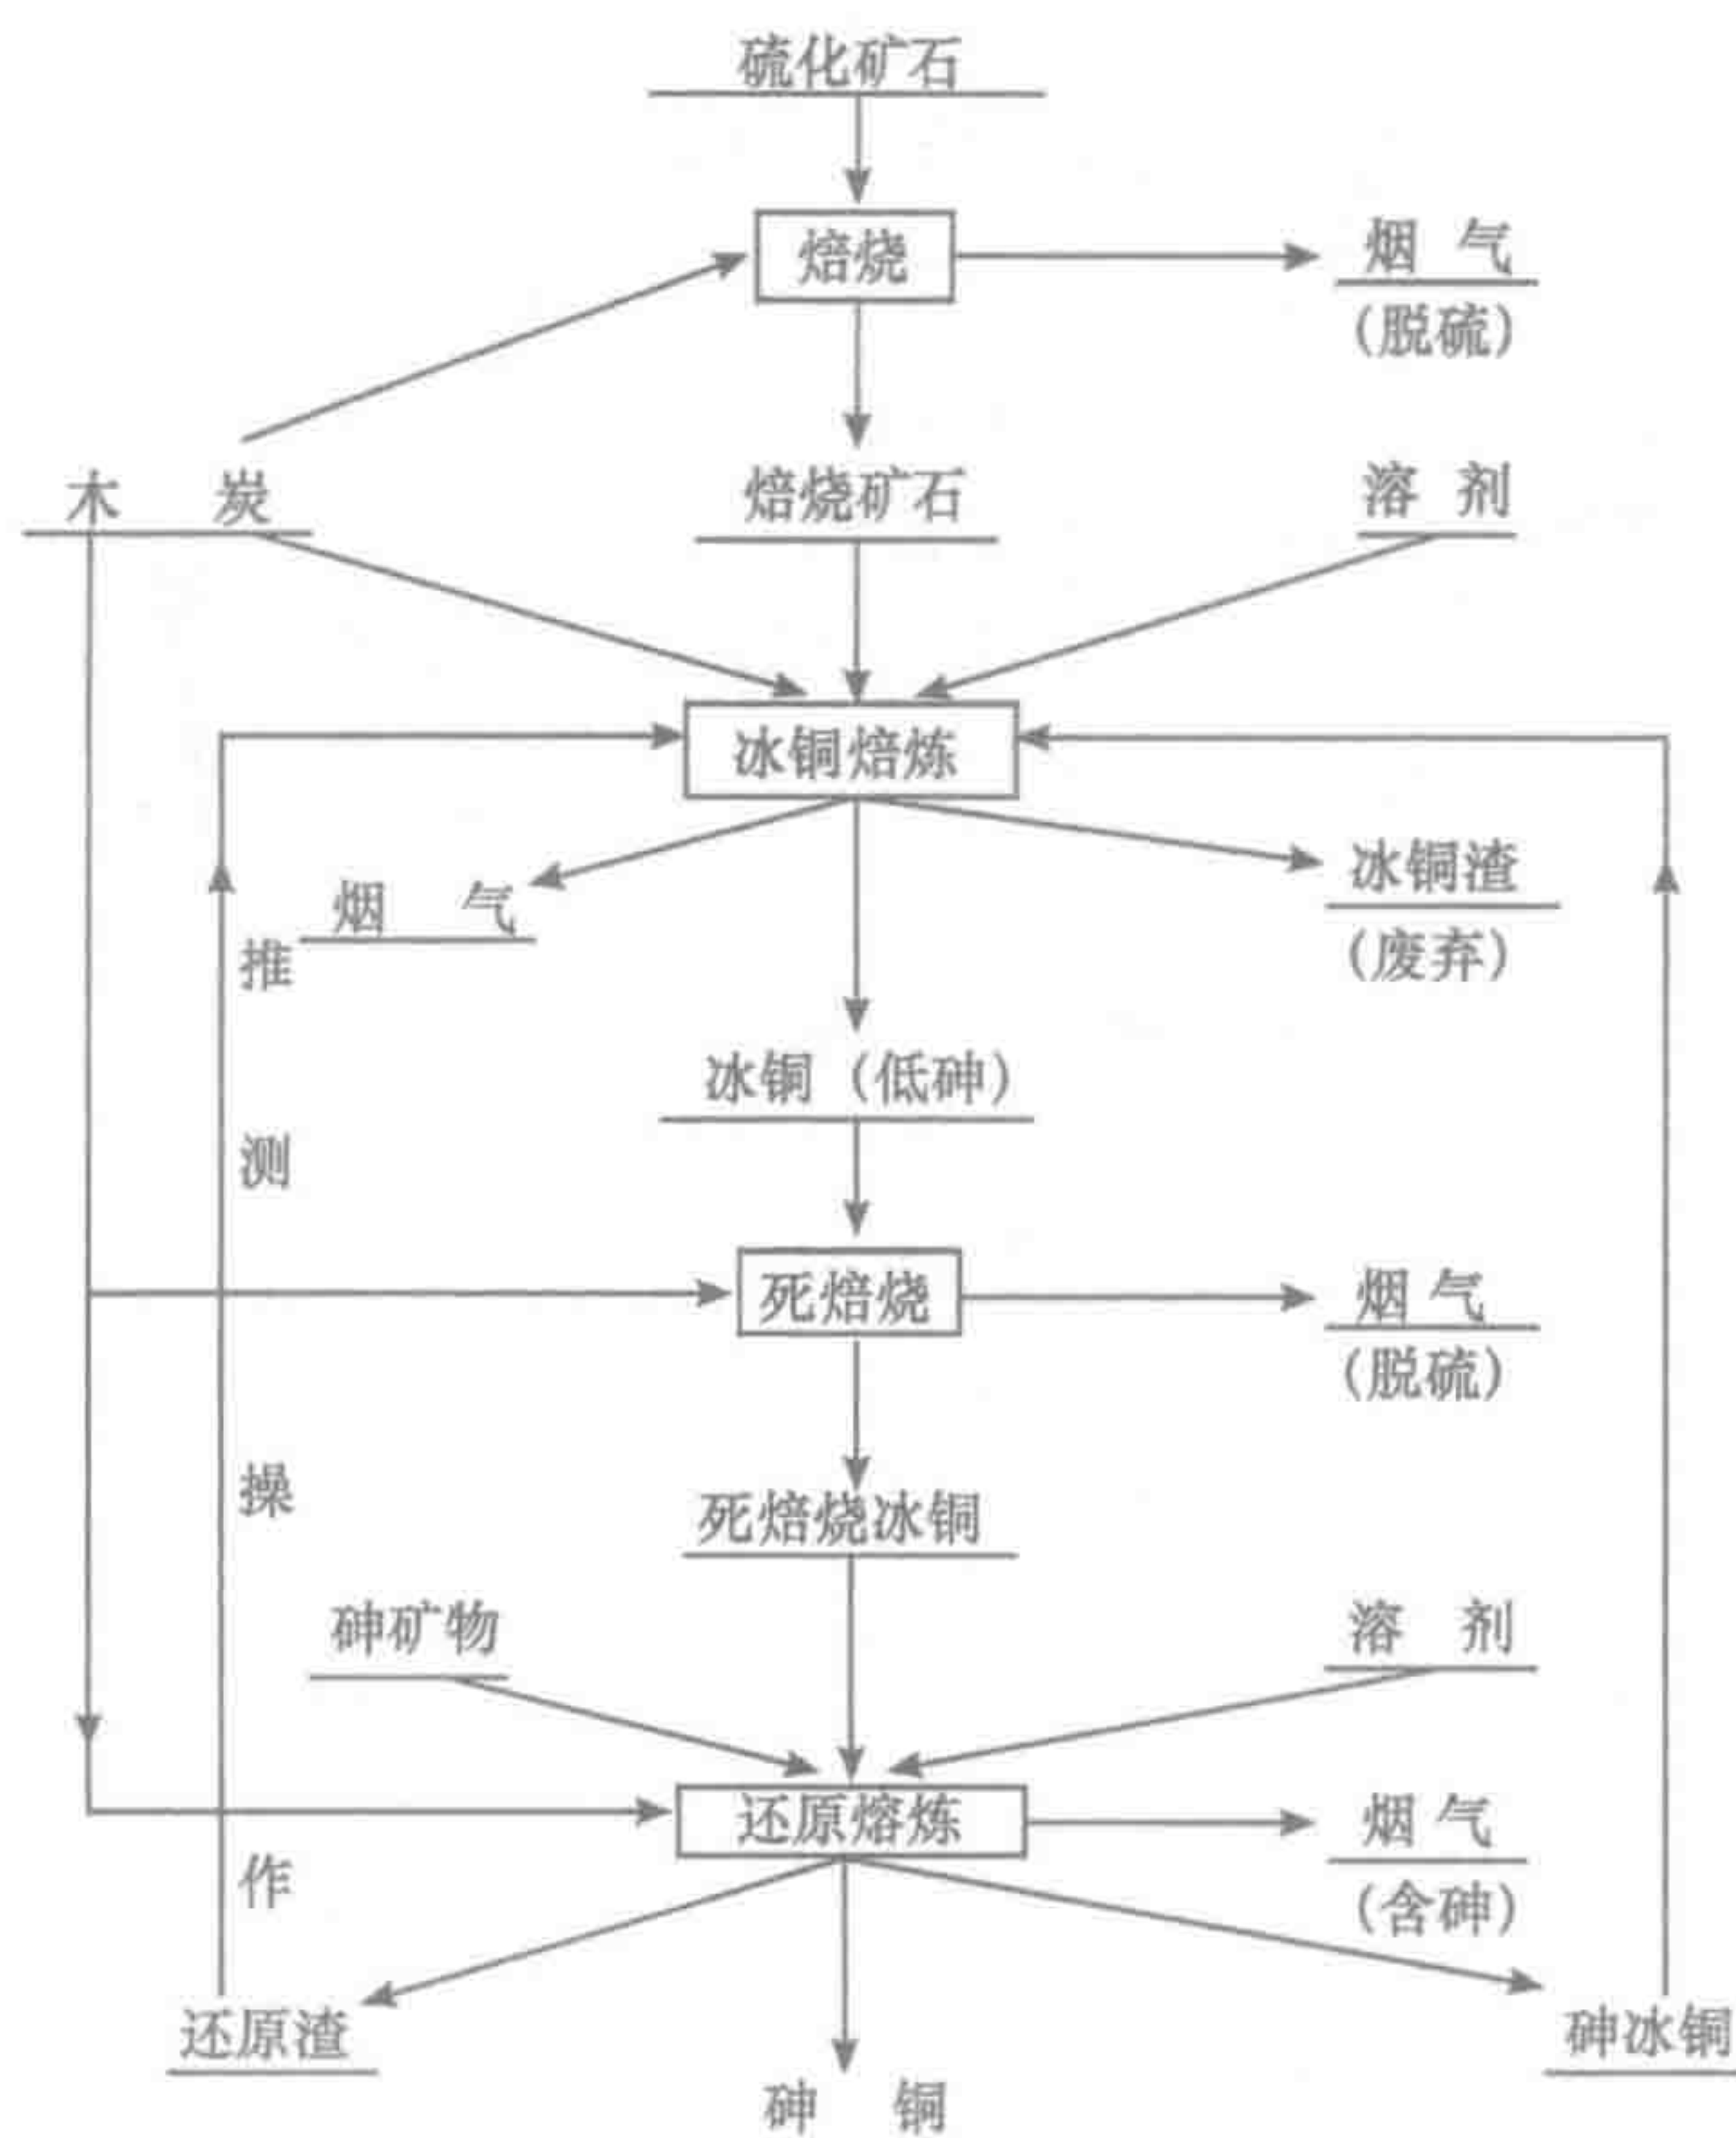 硫化矿石
焙烧
烟 气
(脱硫)
木 炭
焙烧矿石
溶 剂
冰铜焙炼
烟 气
冰铜渣
(废弃)
推
测
操
作
冰铜 (低砷)
死焙烧
烟 气
(脱硫)
死焙烧冰铜
砷矿物
溶 剂
还原熔炼
烟 气
(含砷)
还原渣
砷冰铜
砷 铜